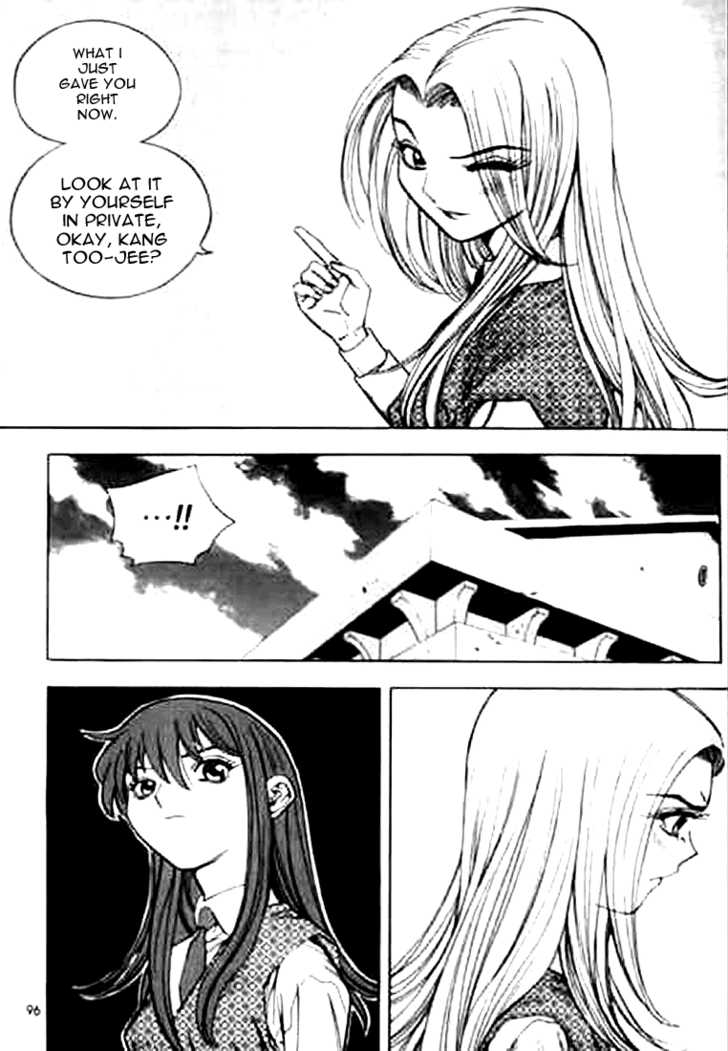 WHAT I
JUST
GAVE YOU
RIGHT
NOW.
LOOK AT IT
BY YOURSELF
IN PRIVATE,
OKAY, KANG
TOO-JEE?
...!!
96